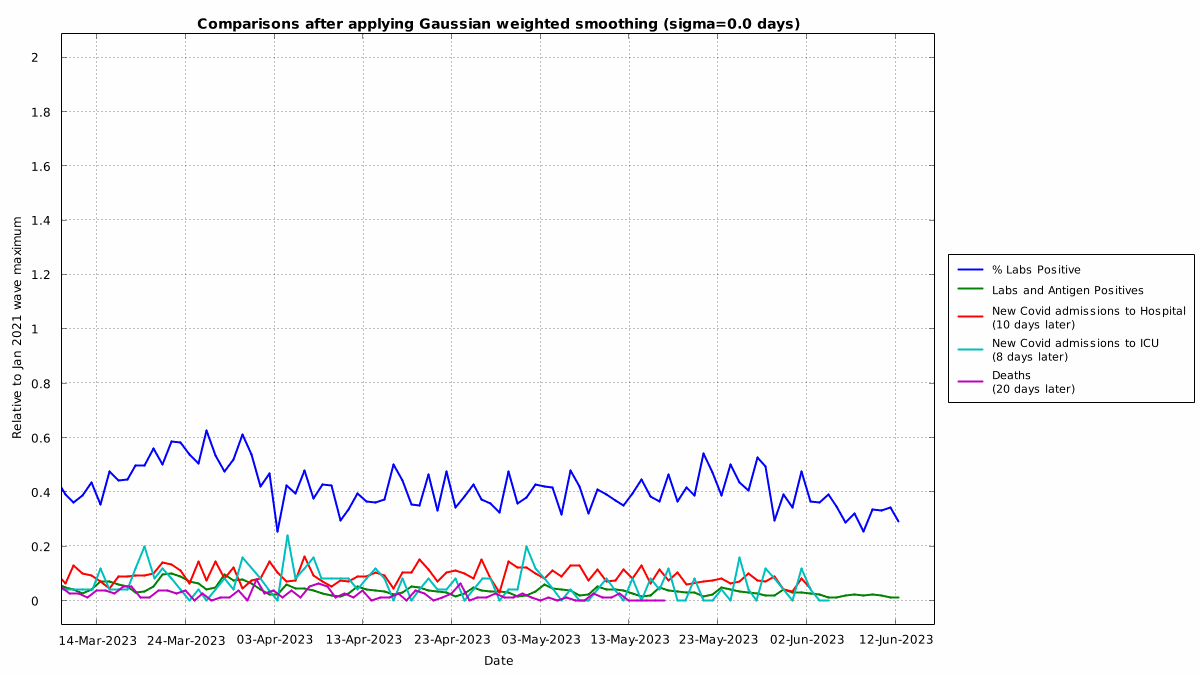 Comparisons after applying Gaussian weighted smoothing (sigma=0.0 days)
Relative to Jan 2021 wave maximum
2
1.8
1.6
1.4
1.2
1
0.8
0.6
0.4
0.2
0
14-Mar-2023
24-Mar-2023
03-Apr-2023
13-Apr-2023
23-Apr-2023
03-May-2023
13-May-2023
23-May-2023
02-Jun-2023
12-Jun-2023
Date
% Labs Positive
Labs and Antigen Positives
New Covid admissions to Hospital
(10 days later)
New Covid admissions to ICU
(8 days later)
Deaths
(20 days later)